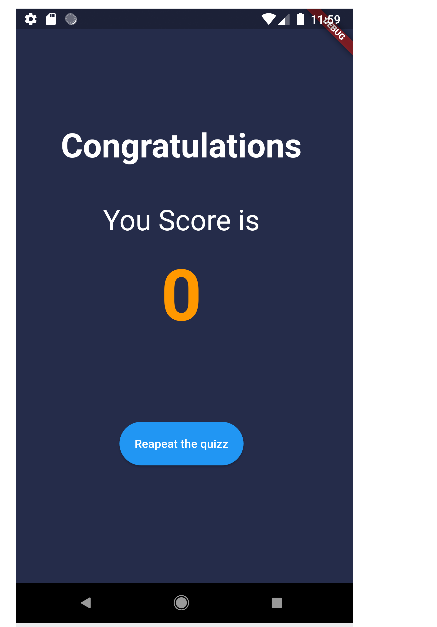 11:59
DEBUG
Congratulations
You Score is
0
Reapeat the quizz